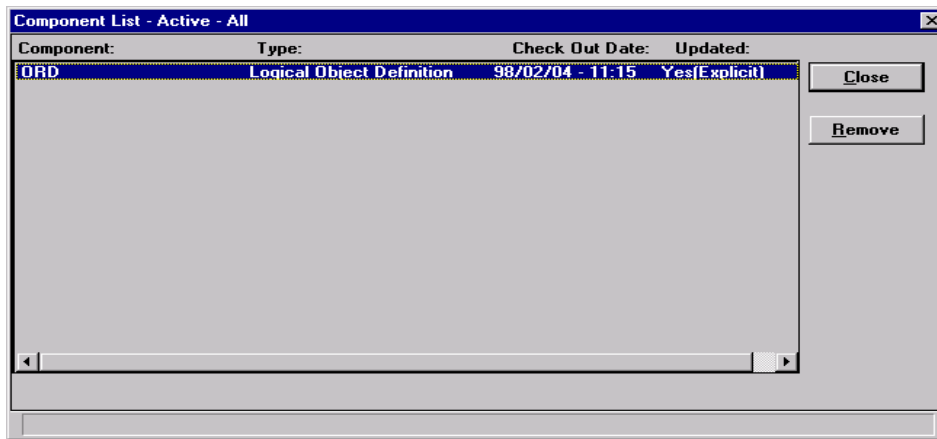 Component List - Active - All
Component: Type: Check Out Date: Updated:
ORD Logical Object Definition 98/02/04 - 11:15 Yes(Explicit)
Close
Remove